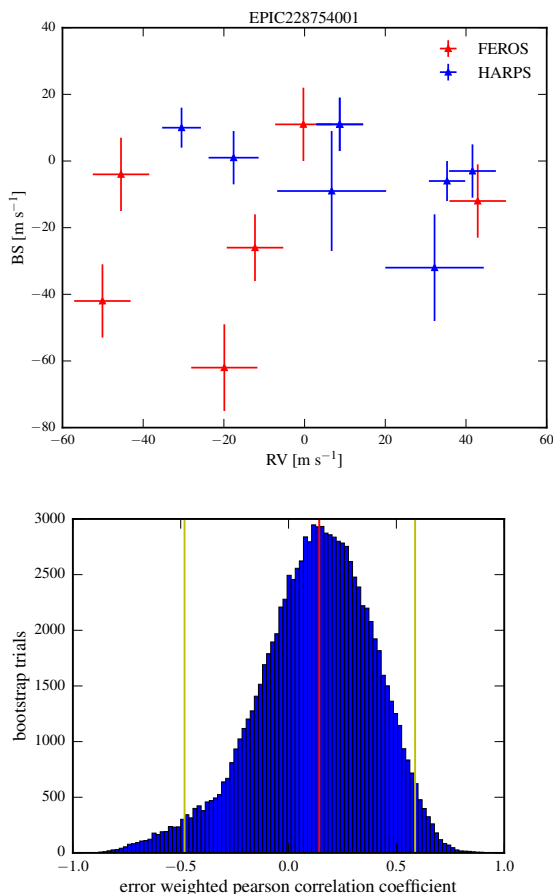 EPIC228754001
40
20
0
−20
−40
−60
−80
BS [m s⁻¹]
FEROS
HARPS
−60 −40 −20 0 20 40 60
RV [m s⁻¹]
3000
2500
2000
1500
1000
500
0
bootstrap trials
−1.0 −0.5 0.0 0.5 1.0
error weighted pearson correlation coefficient